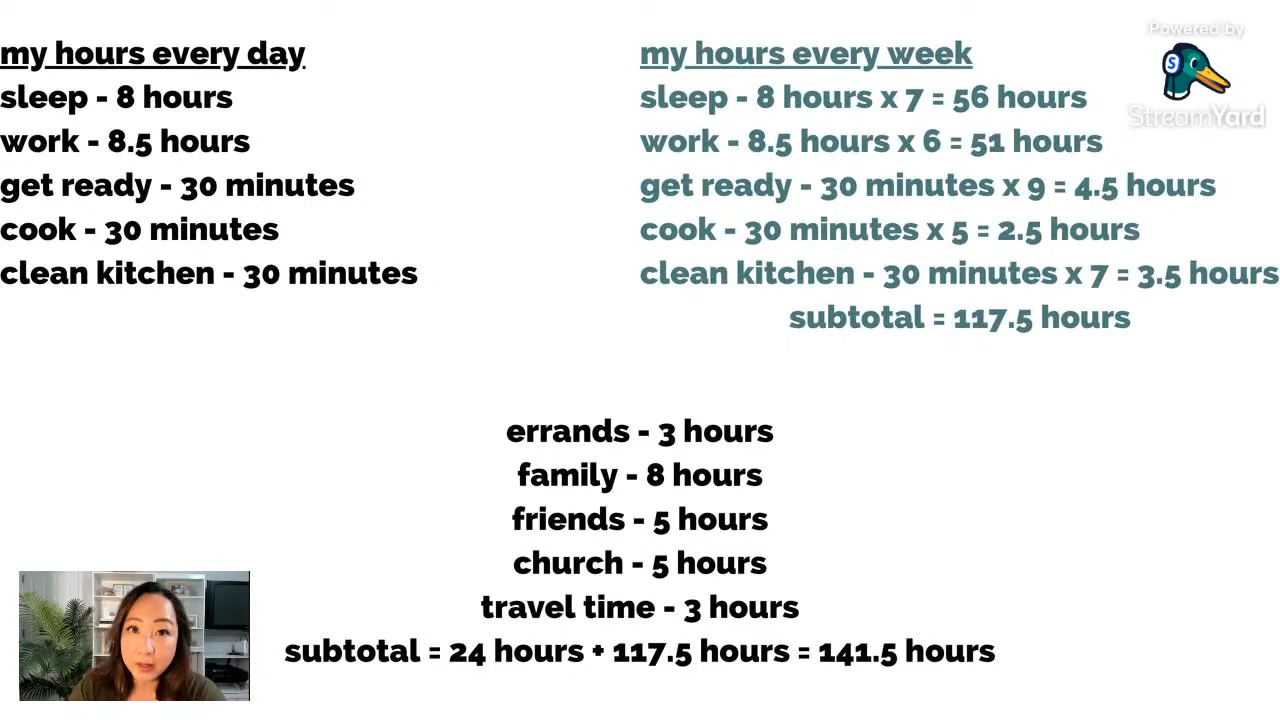 my hours every day
sleep - 8 hours
work - 8.5 hours
get ready - 30 minutes
cook - 30 minutes
clean kitchen - 30 minutes
my hours every week
sleep - 8 hours x 7 = 56 hours
work - 8.5 hours x 6 = 51 hours
get ready - 30 minutes x 9 = 4.5 hours
cook - 30 minutes x 5 = 2.5 hours
clean kitchen - 30 minutes x 7 = 3.5 hours
subtotal = 117.5 hours
Powered by
S
StreamYard
errands - 3 hours
family - 8 hours
friends - 5 hours
church - 5 hours
travel time - 3 hours
subtotal = 24 hours + 117.5 hours = 141.5 hours